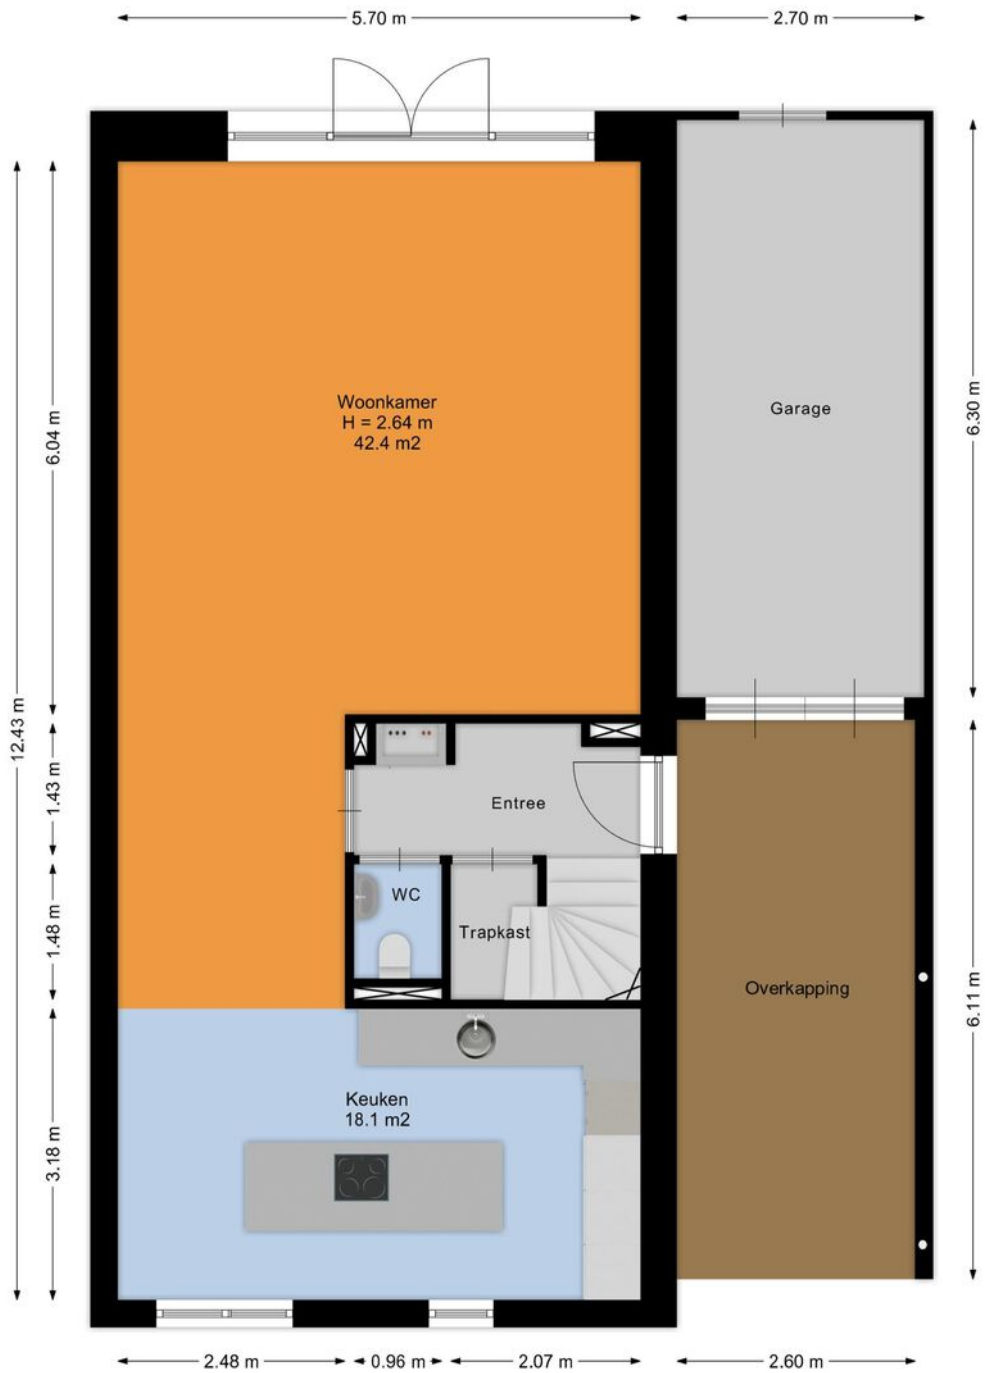 5.70 m
2.70 m
Woonkamer
H = 2.64 m
42.4 m2
Garage
6.04 m
6.30 m
12.43 m
1.43 m
Entree
WC
Trapkast
1.48 m
Overkapping
6.11 m
Keuken
18.1 m2
3.18 m
2.48 m
0.96 m
2.07 m
2.60 m